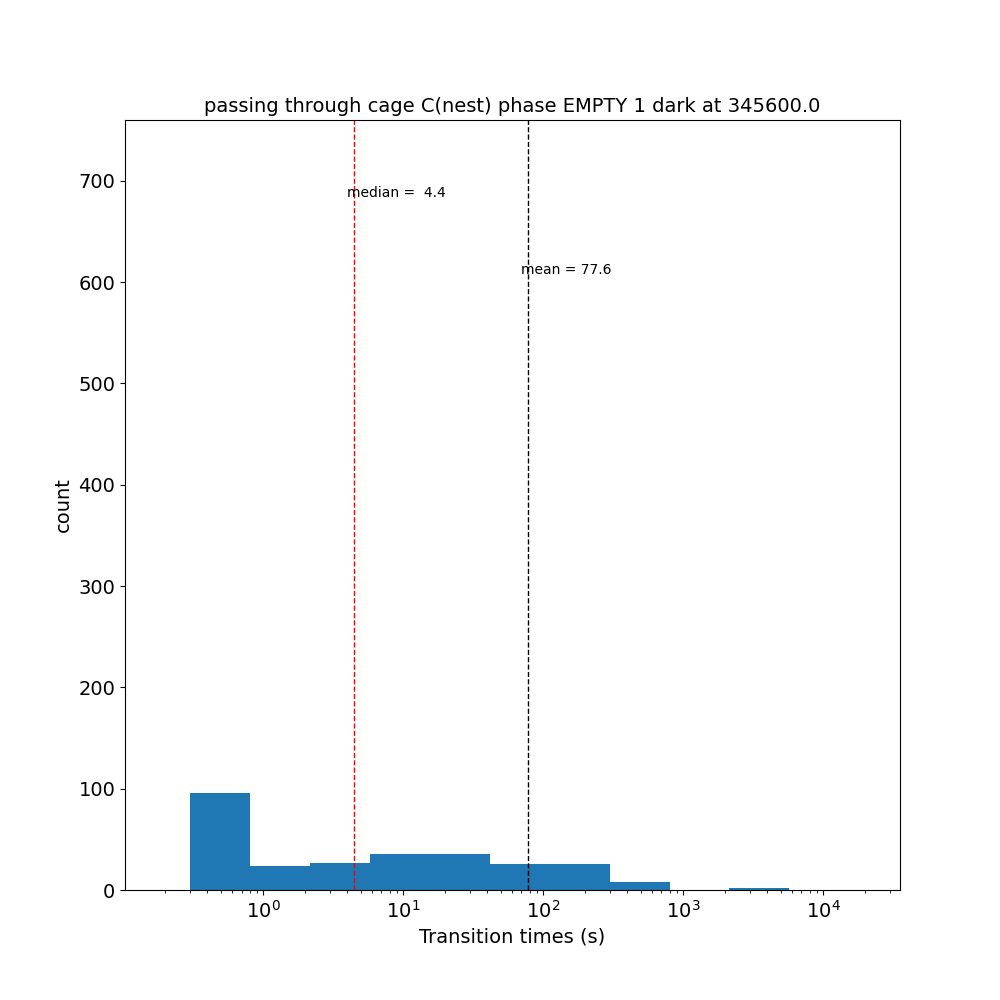 passing through cage C(nest) phase EMPTY 1 dark at 345600.0
700
median =  4.4
mean = 77.6
600
500
400
count
300
200
100
0
10^0 10^1 10^2 10^3 10^4
Transition times (s)